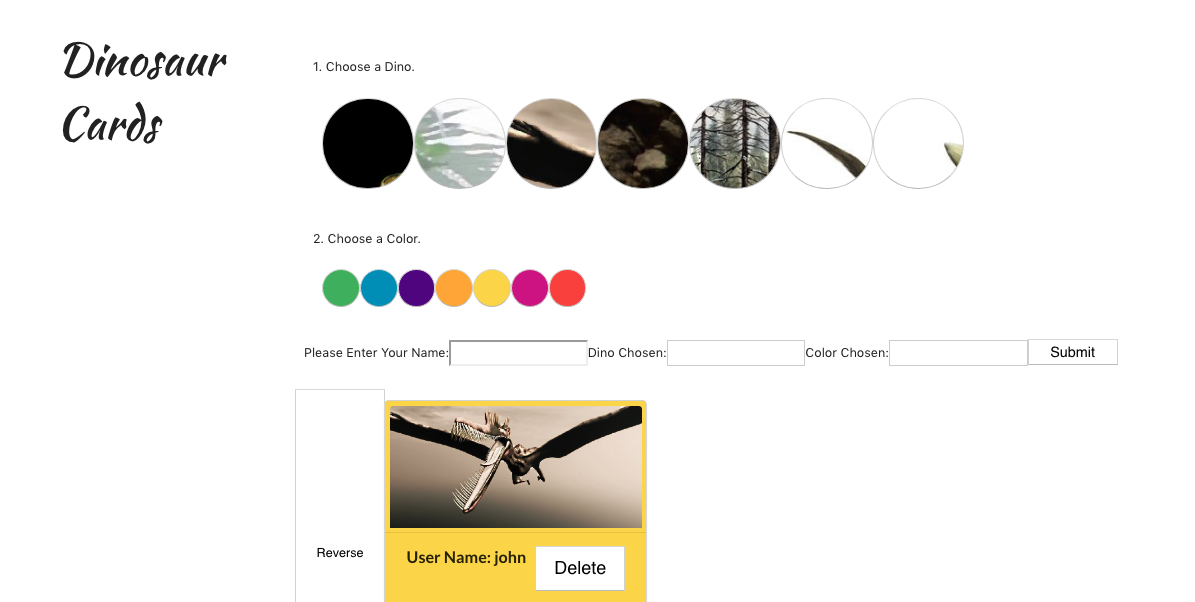 Dinosaur
Cards
1. Choose a Dino.
2. Choose a Color.
Please Enter Your Name: Dino Chosen: Color Chosen: Submit
Reverse
User Name: john
Delete